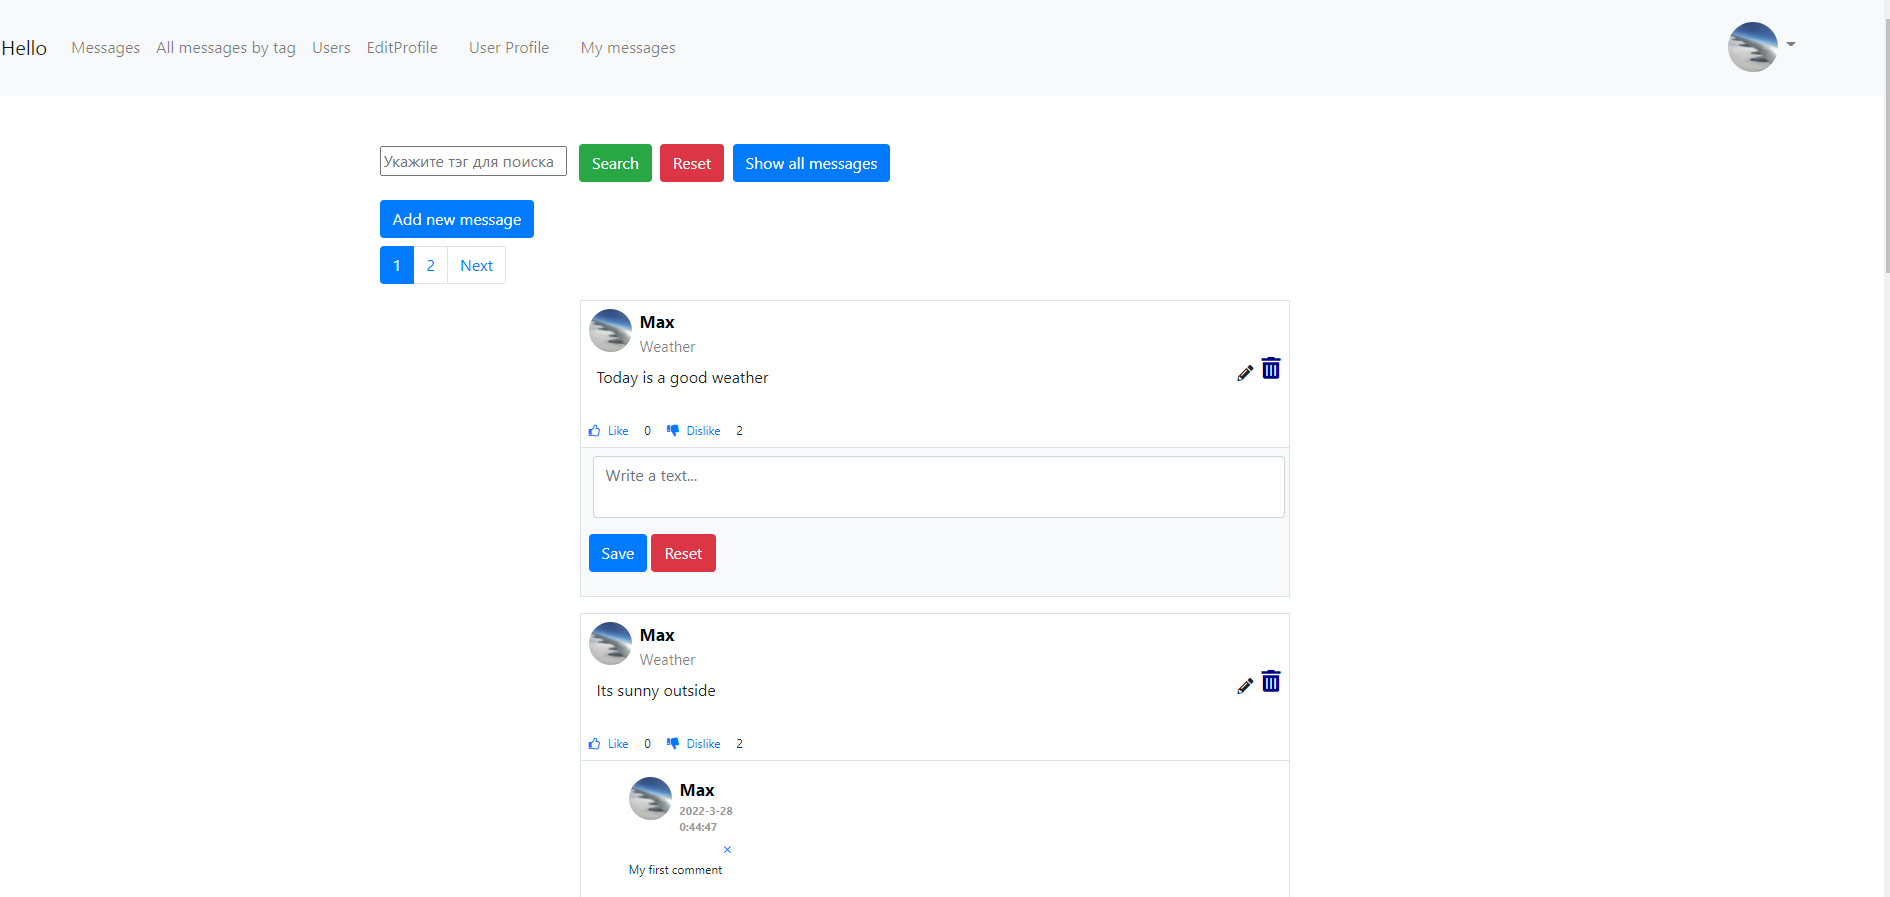 Hello Messages All messages by tag Users EditProfile User Profile My messages
Укажите тэг для поиска Search Reset Show all messages
Add new message
1 2 Next
Max
Weather
Today is a good weather
Like 0 Dislike 2
Write a text...
Save Reset
Max
Weather
Its sunny outside
Like 0 Dislike 2
Max
2022-3-28
0:44:47
×
My first comment